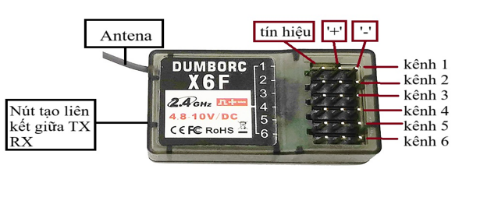 Antena
tín hiệu
'+'
'-'
DUMBORC
X6F
2.4GHz
4.8-10V/DC
CE FC RoHS
1
2
3
4
5
6
kênh 1
kênh 2
kênh 3
kênh 4
kênh 5
kênh 6
Nút tạo liên
kết giữa TX
RX